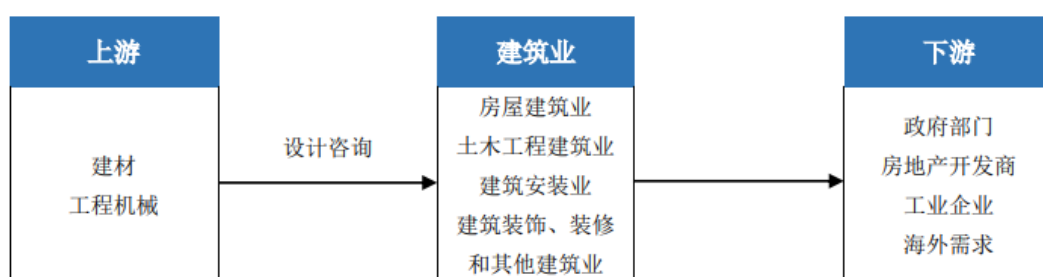 上游
建材
工程机械
设计咨询
建筑业
房屋建筑业
土木工程建筑业
建筑安装业
建筑装饰、装修
和其他建筑业
下游
政府部门
房地产开发商
工业企业
海外需求